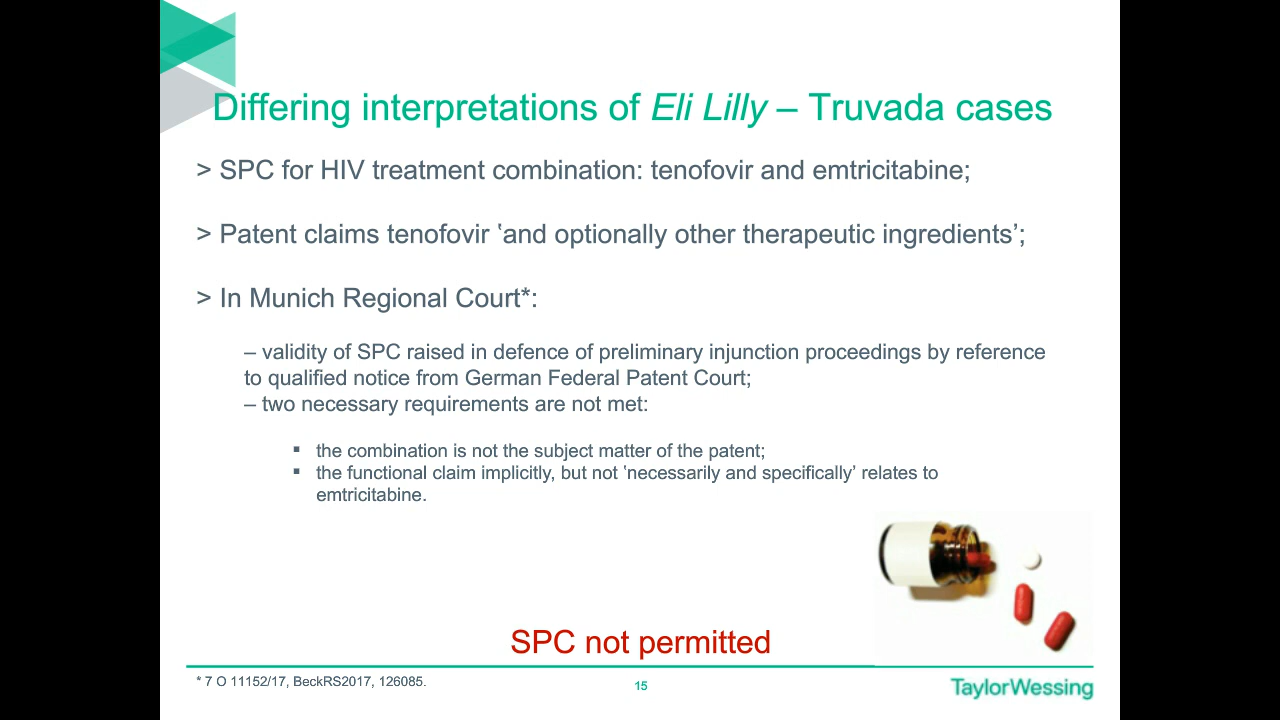 Differing interpretations of Eli Lilly – Truvada cases
> SPC for HIV treatment combination: tenofovir and emtricitabine;
> Patent claims tenofovir ‛and optionally other therapeutic ingredients’;
> In Munich Regional Court*:
– validity of SPC raised in defence of preliminary injunction proceedings by reference
to qualified notice from German Federal Patent Court;
– two necessary requirements are not met:
▪ the combination is not the subject matter of the patent;
▪ the functional claim implicitly, but not ‛necessarily and specifically’ relates to
emtricitabine.
SPC not permitted
* 7 O 11152/17, BeckRS2017, 126085.
15
TaylorWessing